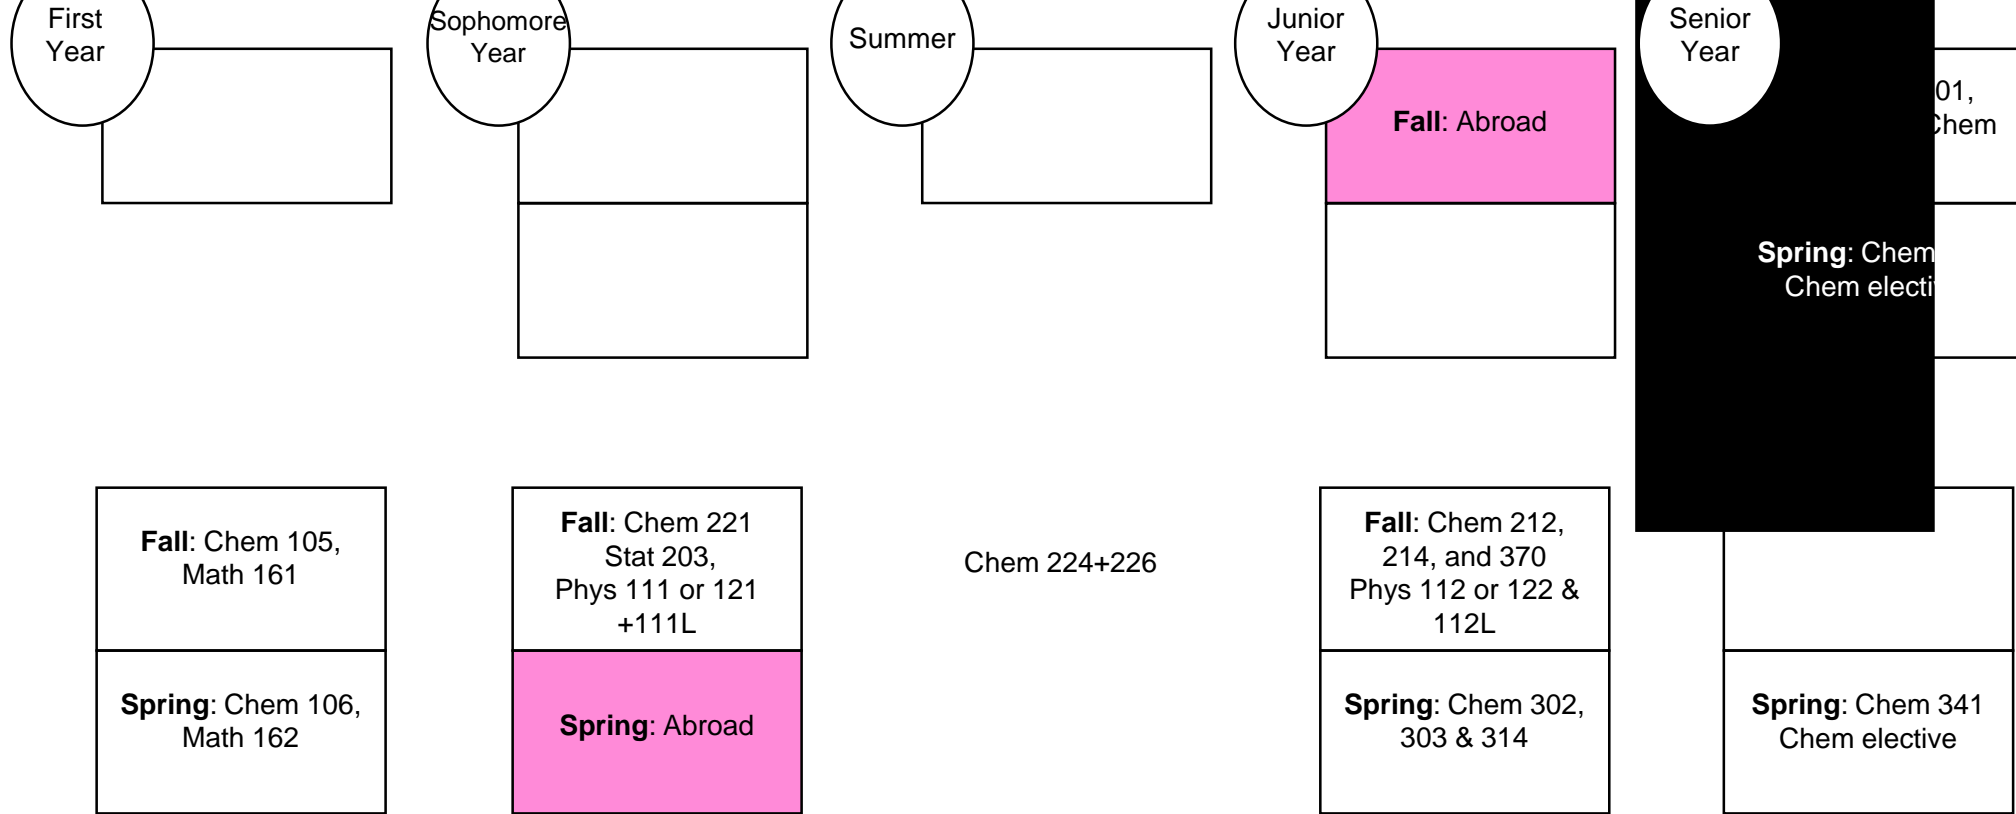 First
Year
Sophomore
Year
Summer
Junior
Year
Senior
Year
Fall: Abroad
01,
Chem
Spring: Chem
Chem
Fall: Chem 105,
Math 161
Fall: Chem 221
Stat 203,
Phys 111 or 121
+111L
Chem 224+226
Fall: Chem 212,
214, and 370
Phys 112 or 122 &
112L
Spring: Chem 106,
Math 162
Spring: Abroad
Spring: Chem 302,
303 & 314
Spring: Chem 341
Chem elective